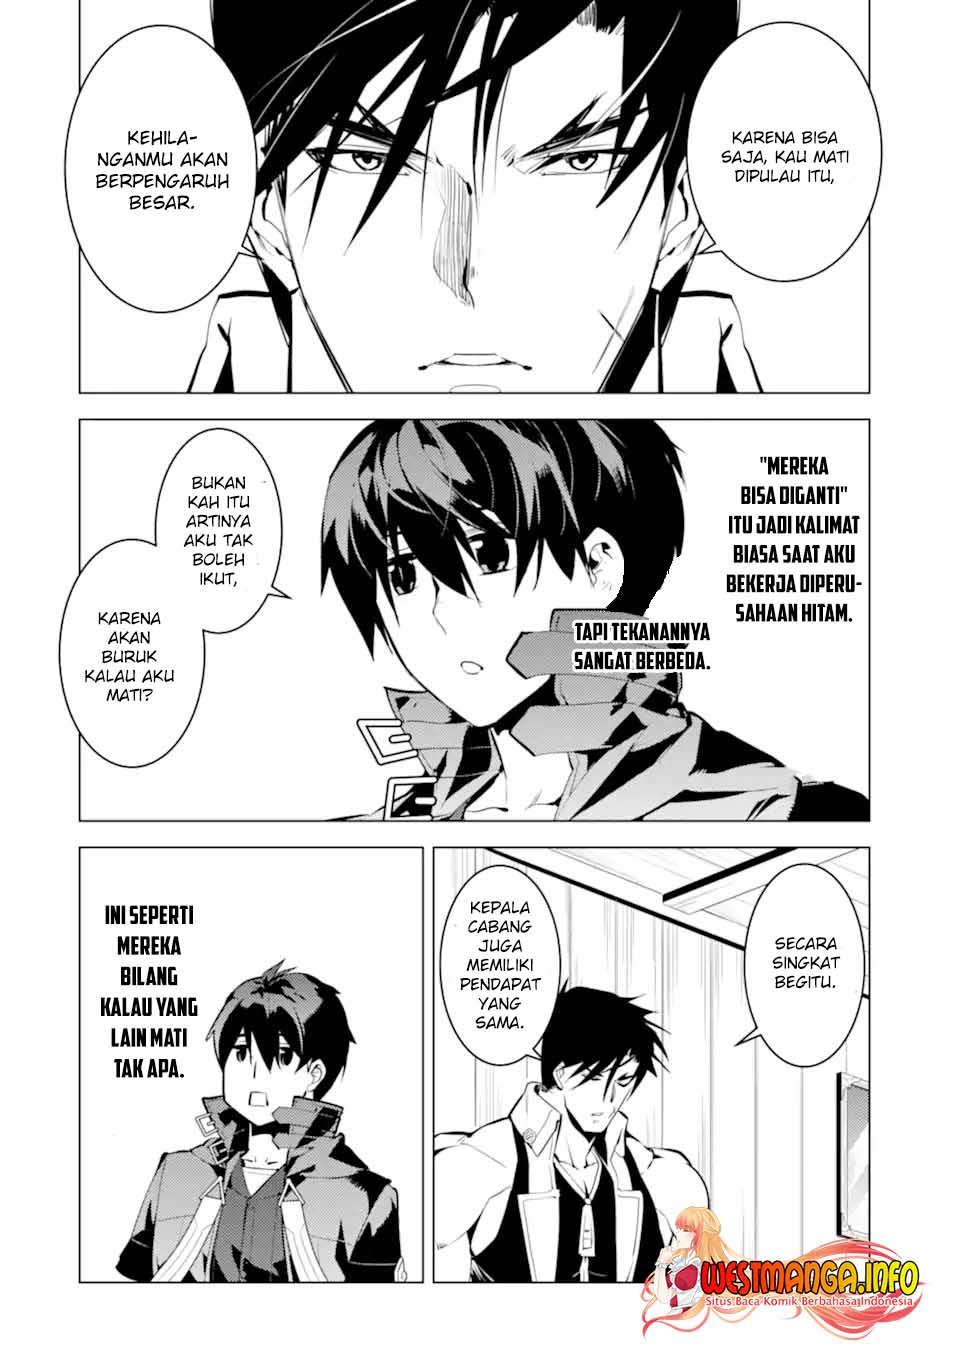 KARENA BISA
SAJA, KAU MATI
DIPULAU ITU,
KEHILA-
NGANMU AKAN
BERPENGARUH
BESAR.
"MEREKA
BISA DIGANTI"
ITU JADI KALIMAT
BIASA SAAT AKU
BEKERJA DIPERU-
SAHAAN HITAM.
TAPI TEKANANNYA
SANGAT BERBEDA.
BUKAN
KAH ITU
ARTINYA
AKU TAK
BOLEH
IKUT,
KARENA
AKAN
BURUK
KALAU AKU
MATI?
SECARA
SINGKAT
BEGITU.
KEPALA
CABANG
JUGA
MEMILIKI
PENDAPAT
YANG
SAMA.
INI SEPERTI
MEREKA
BILANG
KALAU YANG
LAIN MATI
TAK APA.
WESTMANGA.INFO
Situs Baca Komik Berbahasa Indonesia